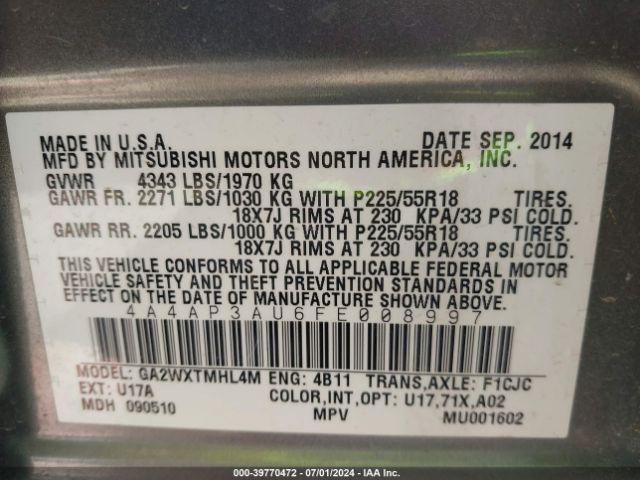 MADE IN U.S.A. DATE SEP. 2014
MFD BY MITSUBISHI MOTORS NORTH AMERICA, INC.
GVWR 4343 LBS/1970 KG
GAWR FR. 2271 LBS/1030 KG WITH P225/55R18 TIRES.
18X7J RIMS AT 230 KPA/33 PSI COLD.
GAWR RR. 2205 LBS/1000 KG WITH P225/55R18 TIRES.
18X7J RIMS AT 230 KPA/33 PSI COLD.
THIS VEHICLE CONFORMS TO ALL APPLICABLE FEDERAL MOTOR
VEHICLE SAFETY AND THEFT PREVENTION STANDARDS IN
EFFECT ON THE DATE OF MANUFACTURE SHOWN ABOVE.
4A4AP3AU6FE008997
MODEL: GA2WXTMHL4M ENG: 4B11 TRANS,AXLE: F1CJC
EXT: U17A COLOR,INT,OPT: U17,71X,A02
MDH 090510 MPV MU001602
000-39770472 / 07/01/2024 - IAA Inc.